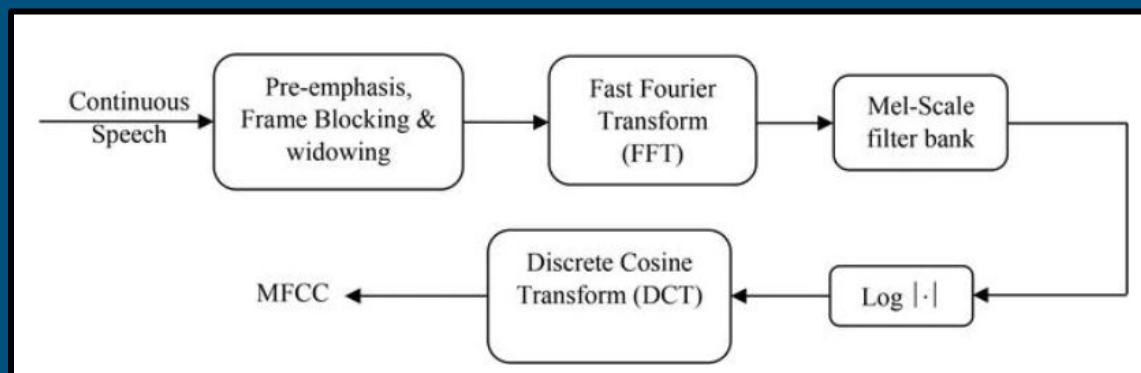 Continuous
Speech
Pre-emphasis,
Frame Blocking &
widowing
Fast Fourier
Transform
(FFT)
Mel-Scale
filter bank
Log |·|
Discrete Cosine
Transform (DCT)
MFCC